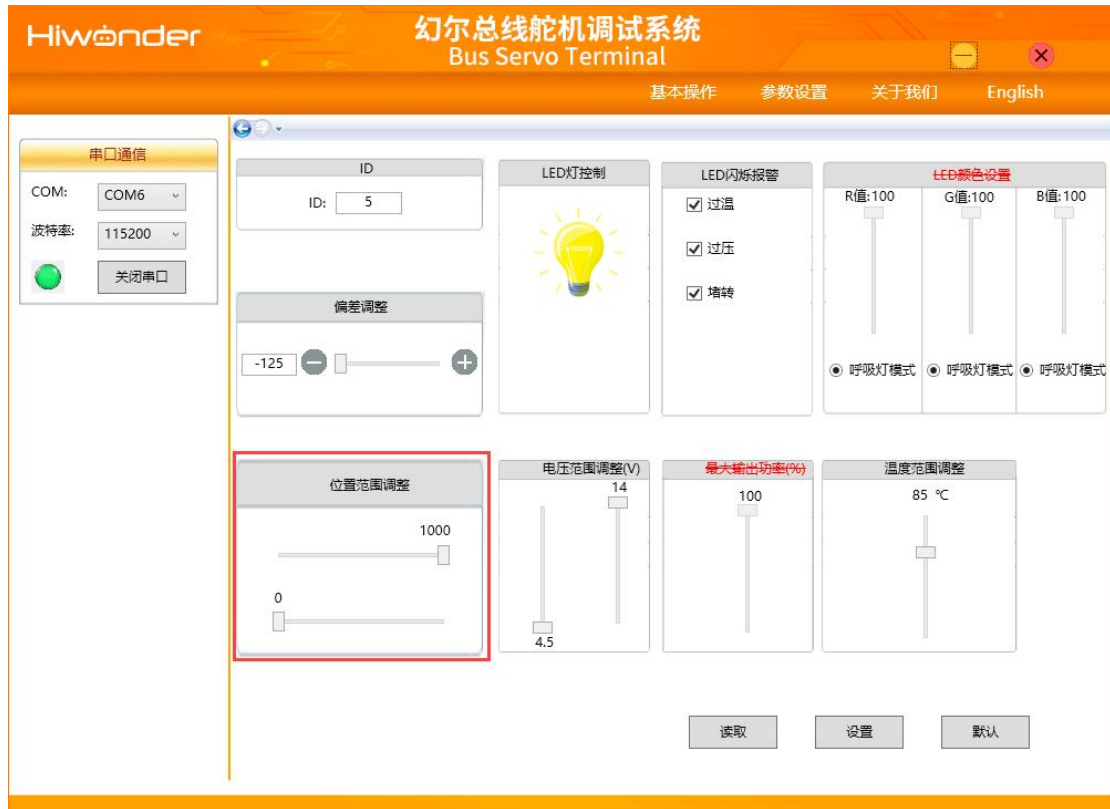 Hiwonder
幻尔总线舵机调试系统
Bus Servo Terminal
基本操作 参数设置 关于我们 English
串口通信
COM: COM6
波特率: 115200
关闭串口
ID
ID: 5
偏差调整
-125
LED灯控制
LED闪烁报警
过温
过压
堵转
LED颜色设置
R值:100 G值:100 B值:100
呼吸灯模式 呼吸灯模式 呼吸灯模式
位置范围调整
1000
0
电压范围调整(V)
14
4.5
最大输出功率(%)
100
温度范围调整
85 ℃
读取 设置 默认